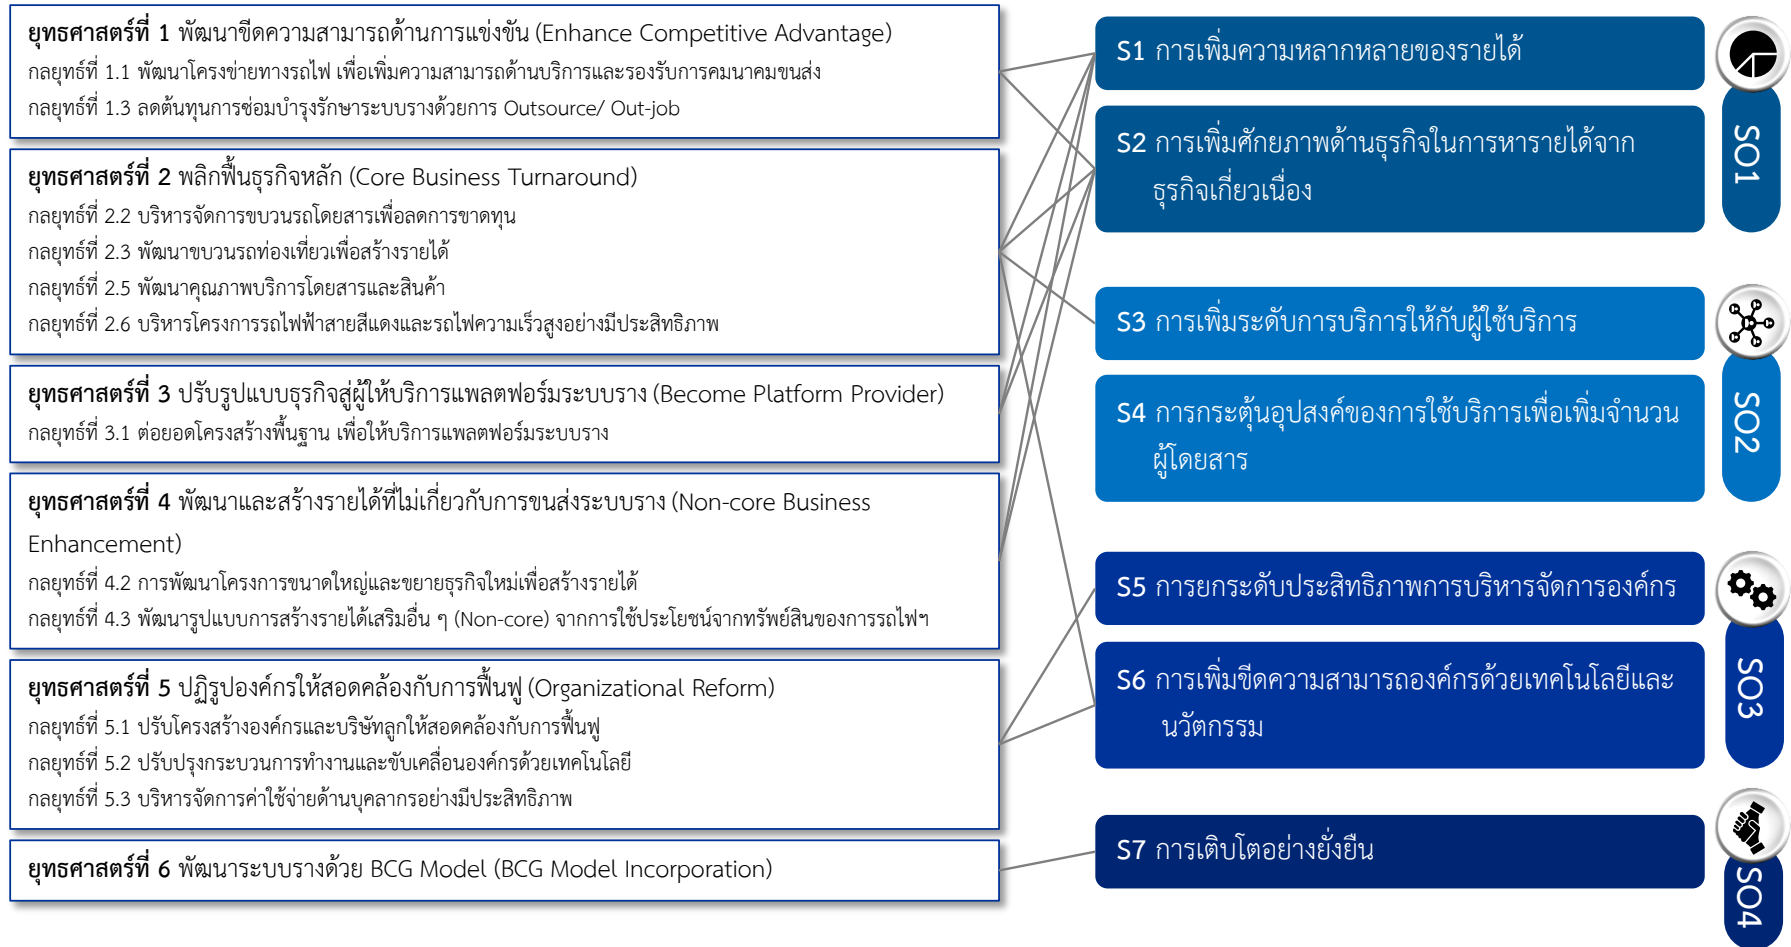 ยุทธศาสตร์ที่ 1 พัฒนาขีดความสามารถด้านการแข่งขัน (Enhance Competitive Advantage)
กลยุทธ์ที่ 1.1 พัฒนาโครงข่ายทางรถไฟ เพื่อเพิ่มความสามารถด้านบริการและรองรับการคมนาคมขนส่ง
กลยุทธ์ที่ 1.3 ลดต้นทุนการซ่อมบำรุงรักษาระบบรางด้วยการ Outsource/ Out-job
ยุทธศาสตร์ที่ 2 พลิกฟื้นธุรกิจหลัก (Core Business Turnaround)
กลยุทธ์ที่ 2.2 บริหารจัดการขบวนรถโดยสารเพื่อลดการขาดทุน
กลยุทธ์ที่ 2.3 พัฒนาขบวนรถท่องเที่ยวเพื่อสร้างรายได้
กลยุทธ์ที่ 2.5 พัฒนาคุณภาพบริการโดยสารและสินค้า
กลยุทธ์ที่ 2.6 บริหารโครงการรถไฟฟ้าสายสีแดงและรถไฟความเร็วสูงอย่างมีประสิทธิภาพ
ยุทธศาสตร์ที่ 3 ปรับรูปแบบธุรกิจสู่ผู้ให้บริการแพลตฟอร์มระบบราง (Become Platform Provider)
กลยุทธ์ที่ 3.1 ต่อยอดโครงสร้างพื้นฐาน เพื่อให้บริการแพลตฟอร์มระบบราง
ยุทธศาสตร์ที่ 4 พัฒนาและสร้างรายได้ที่ไม่เกี่ยวกับการขนส่งระบบราง (Non-core Business
Enhancement)
กลยุทธ์ที่ 4.2 การพัฒนาโครงการขนาดใหญ่และขยายธุรกิจใหม่เพื่อสร้างรายได้
กลยุทธ์ที่ 4.3 พัฒนารูปแบบการสร้างรายได้เสริมอื่น ๆ (Non-core) จากการใช้ประโยชน์จากทรัพย์สินของการรถไฟฯ
ยุทธศาสตร์ที่ 5 ปฏิรูปองค์กรให้สอดคล้องกับการฟื้นฟู (Organizational Reform)
กลยุทธ์ที่ 5.1 ปรับโครงสร้างองค์กรและบริษัทลูกให้สอดคล้องกับการฟื้นฟู
กลยุทธ์ที่ 5.2 ปรับปรุงกระบวนการทำงานและขับเคลื่อนองค์กรด้วยเทคโนโลยี
กลยุทธ์ที่ 5.3 บริหารจัดการค่าใช้จ่ายด้านบุคลากรอย่างมีประสิทธิภาพ
ยุทธศาสตร์ที่ 6 พัฒนาระบบรางด้วย BCG Model (BCG Model Incorporation)
S1 การเพิ่มความหลากหลายของรายได้
S2 การเพิ่มศักยภาพด้านธุรกิจในการหารายได้จาก
ธุรกิจเกี่ยวเนื่อง
SO1
S3 การเพิ่มระดับการบริการให้กับผู้ใช้บริการ
S4 การกระตุ้นอุปสงค์ของการใช้บริการเพื่อเพิ่มจำนวน
ผู้โดยสาร
SO2
S5 การยกระดับประสิทธิภาพการบริหารจัดการองค์กร
S6 การเพิ่มขีดความสามารถองค์กรด้วยเทคโนโลยีและ
นวัตกรรม
SO3
S7 การเติบโตอย่างยั่งยืน
SO4